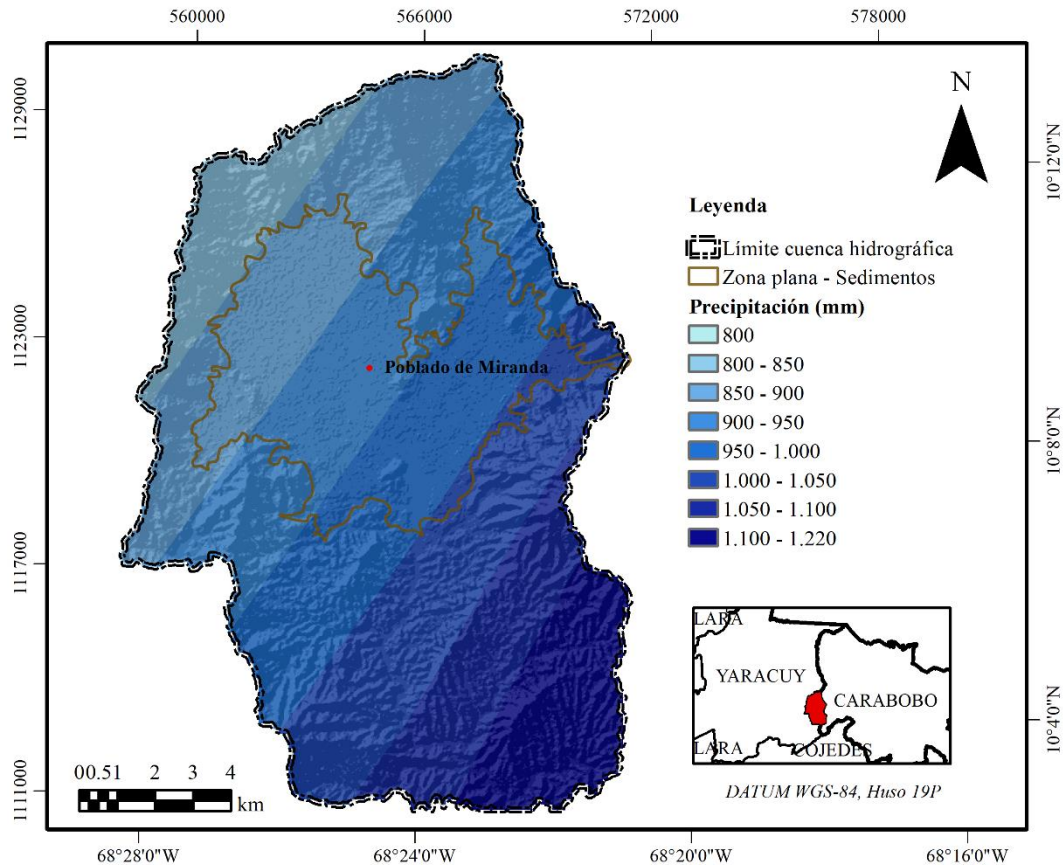 560000 566000 572000 578000
1129000
1123000
1117000
1111000
N
10°12'0"N
10°8'0"N
10°4'0"N
Leyenda
Límite cuenca hidrográfica
Zona plana - Sedimentos
Precipitación (mm)
800
800 - 850
850 - 900
900 - 950
950 - 1.000
1.000 - 1.050
1.050 - 1.100
1.100 - 1.220
Poblado de Miranda
LARA
YARACUY
CARABOBO
LARA
COJEDES
DATUM WGS-84, Huso 19P
00.51 2 3 4
km
68°28'0"W 68°24'0"W 68°20'0"W 68°16'0"W